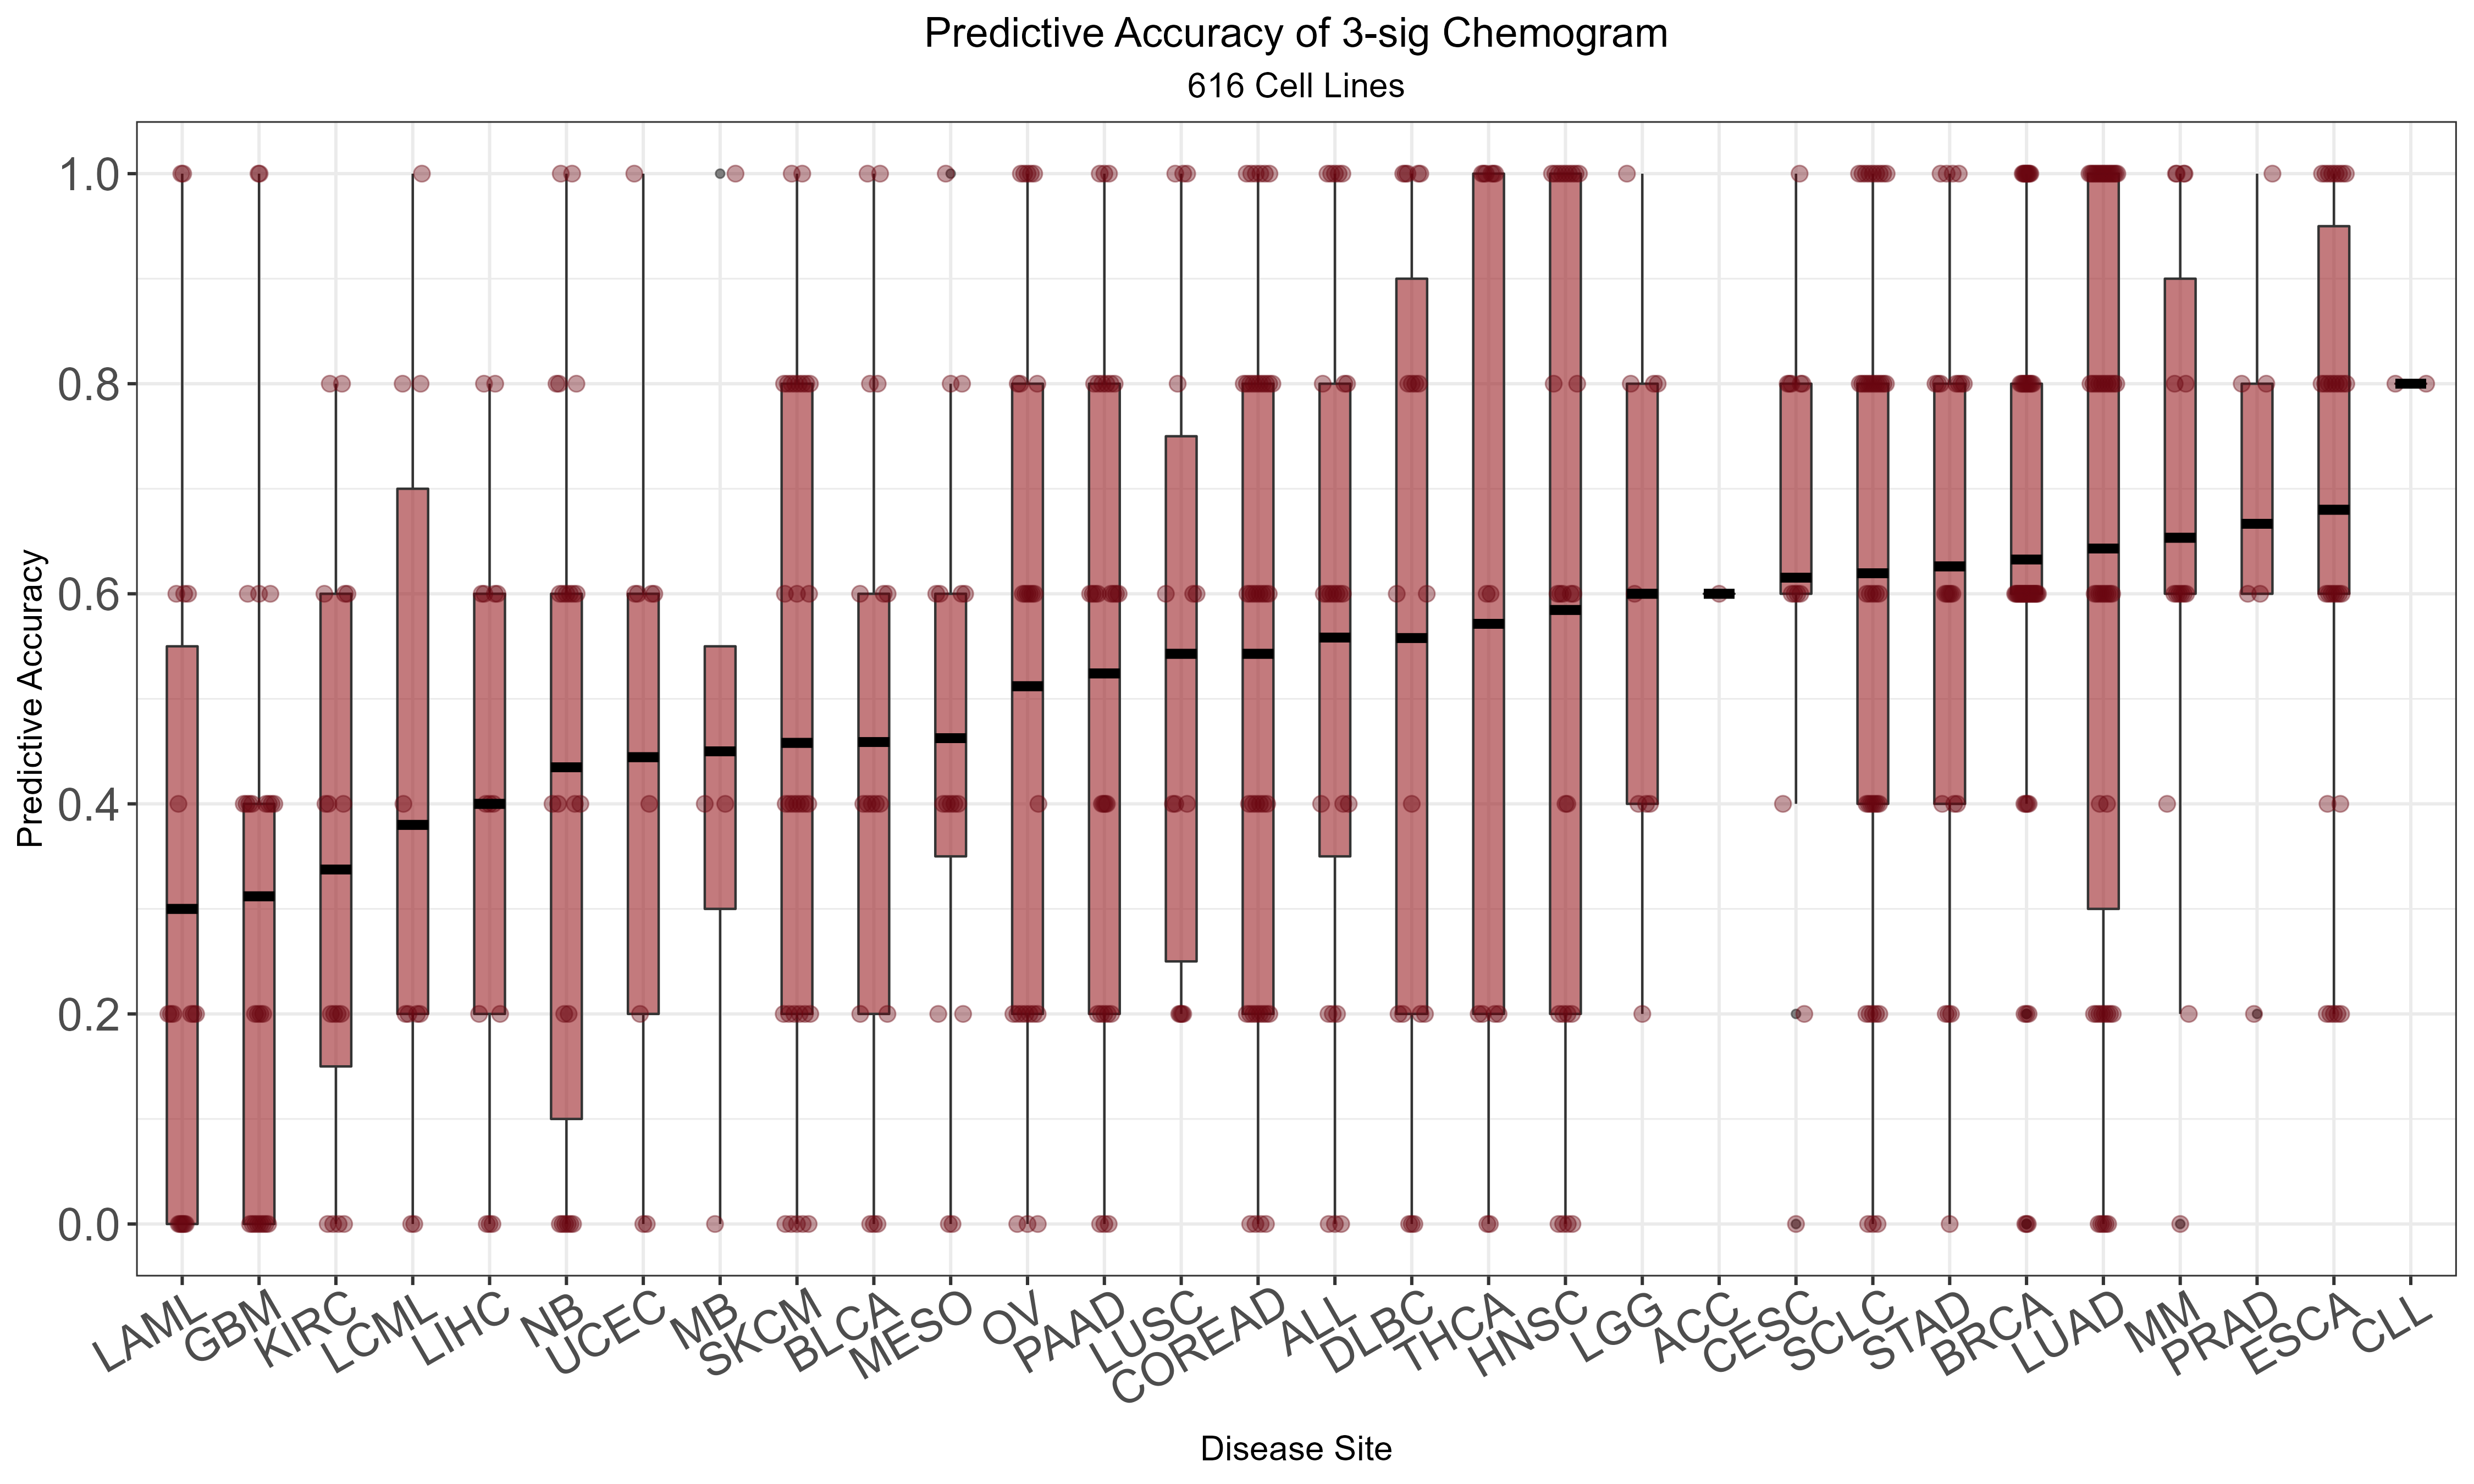 Predictive Accuracy of 3-sig Chemogram
616 Cell Lines
Predictive Accuracy
1.0
0.8
0.6
0.4
0.2
0.0
LAML
GBM
KIRC
LCML
LIHC
NB
UCEC
MB
SKCM
BLCA
MESO
OV
PAAD
LUSC
COREAD
ALL
DLBC
THCA
HNSC
LGG
ACC
CESC
SCLC
STAD
BRCA
LUAD
MM
PRAD
ESCA
CLL
Disease Site